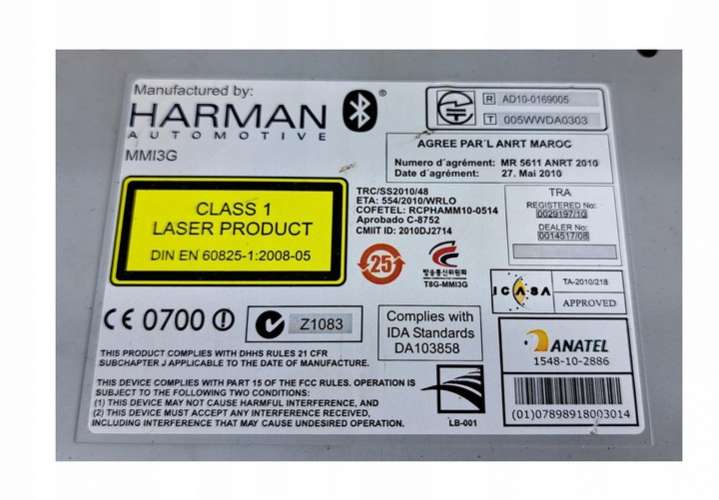 Manufactured by:
HARMAN
AUTOMOTIVE
MMI3G
R AD10-0169005
T 005WWDA0303
AGREE PAR´L ANRT MAROC
Numero d´agrément: MR 5611 ANRT 2010
Date d´agrément: 27. Mai 2010
CLASS 1
LASER PRODUCT
DIN EN 60825-1:2008-05
TRC/SS2010/48
ETA: 554/2010/WRLO
COFETEL: RCPHAMM10-0514
Aprobado C-8752
CMIIT ID: 2010DJ2714
TRA
REGISTERED No:
0029197/10
DEALER No:
0014517/08
25
방송통신위원회
T8G-MMI3G
ICASA
TA-2010/218
APPROVED
CE 0700
Z1083
Complies with
IDA Standards
DA103858
ANATEL
1548-10-2886
THIS PRODUCT COMPLIES WITH DHHS RULES 21 CFR
SUBCHAPTER J APPLICABLE TO THE DATE OF MANUFACTURE.
THIS DEVICE COMPLIES WITH PART 15 OF THE FCC RULES. OPERATION IS
SUBJECT TO THE FOLLOWING TWO CONDITIONS:
(1) THIS DEVICE MAY NOT CAUSE HARMFUL INTERFERENCE, AND
(2) THIS DEVICE MUST ACCEPT ANY INTERFERENCE RECEIVED,
INCLUDING INTERFERENCE THAT MAY CAUSE UNDESIRED OPERATION.
LB-001
(01)07898918003014